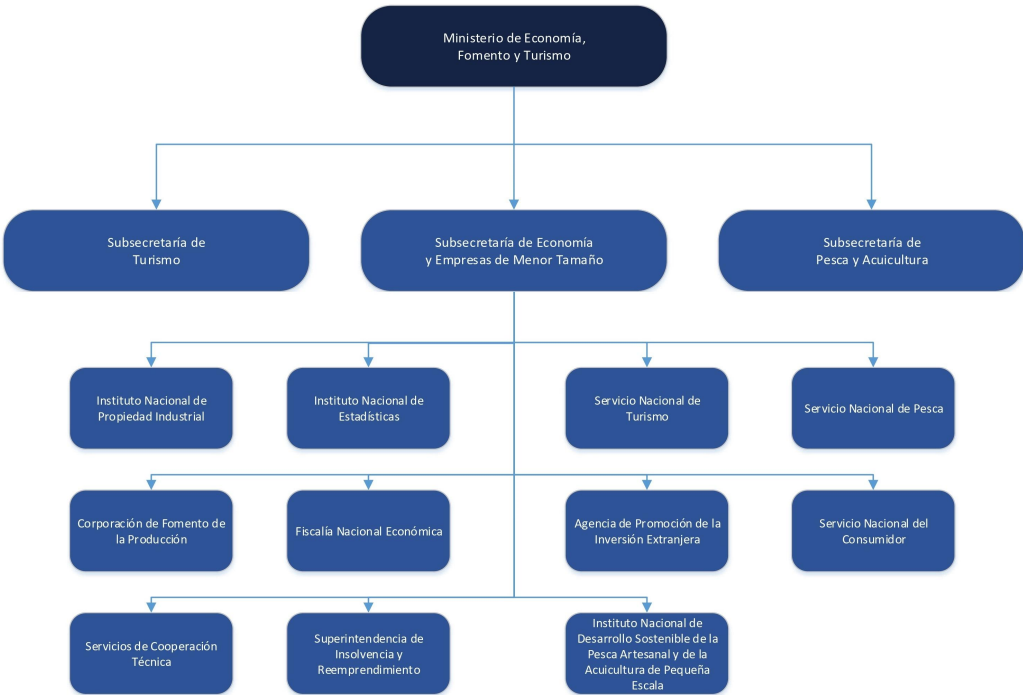 Ministerio de Economía,
Fomento y Turismo
Subsecretaría de
Turismo
Subsecretaría de Economía
y Empresas de Menor Tamaño
Subsecretaría de
Pesca y Acuicultura
Instituto Nacional de
Propiedad Industrial
Instituto Nacional de
Estadísticas
Servicio Nacional de
Turismo
Servicio Nacional de Pesca
Corporación de Fomento de
la Producción
Fiscalía Nacional Económica
Agencia de Promoción de la
Inversión Extranjera
Servicio Nacional del
Consumidor
Servicios de Cooperación
Técnica
Superintendencia de
Insolvencia y
Reemprendimiento
Instituto Nacional de
Desarrollo Sostenible de la
Pesca Artesanal y de la
Acuicultura de Pequeña
Escala